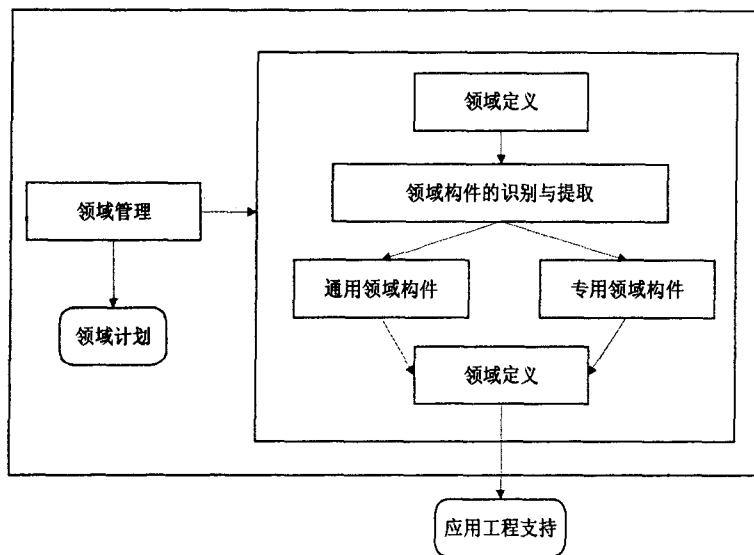 领域定义
领域构件的识别与提取
领域管理
通用领域构件
专用领域构件
领域计划
领域定义
应用工程支持